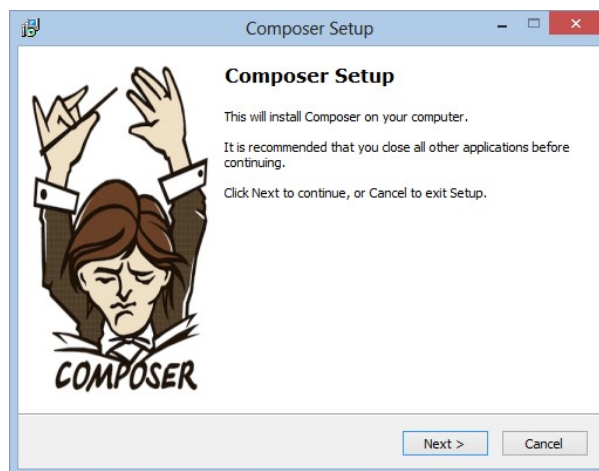 Composer Setup
Composer Setup
This will install Composer on your computer.
It is recommended that you close all other applications before
continuing.
Click Next to continue, or Cancel to exit Setup.
COMPOSER
Next >
Cancel